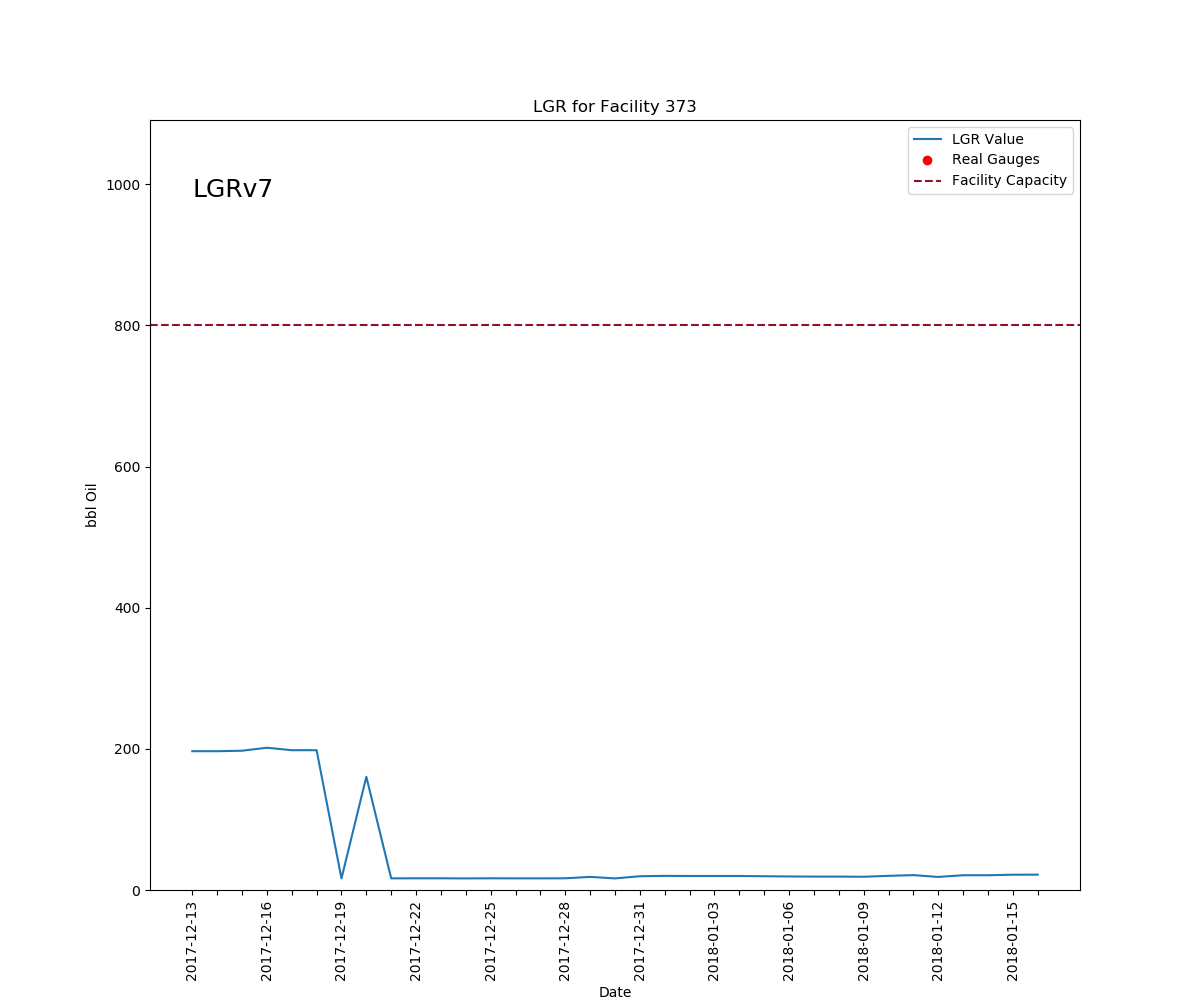 LGR for Facility 373
LGR Value
Real Gauges
Facility Capacity
LGRv7
1000
800
600
400
200
0
bbl Oil
2017-12-13
2017-12-16
2017-12-19
2017-12-22
2017-12-25
2017-12-28
2017-12-31
2018-01-03
2018-01-06
2018-01-09
2018-01-12
2018-01-15
Date